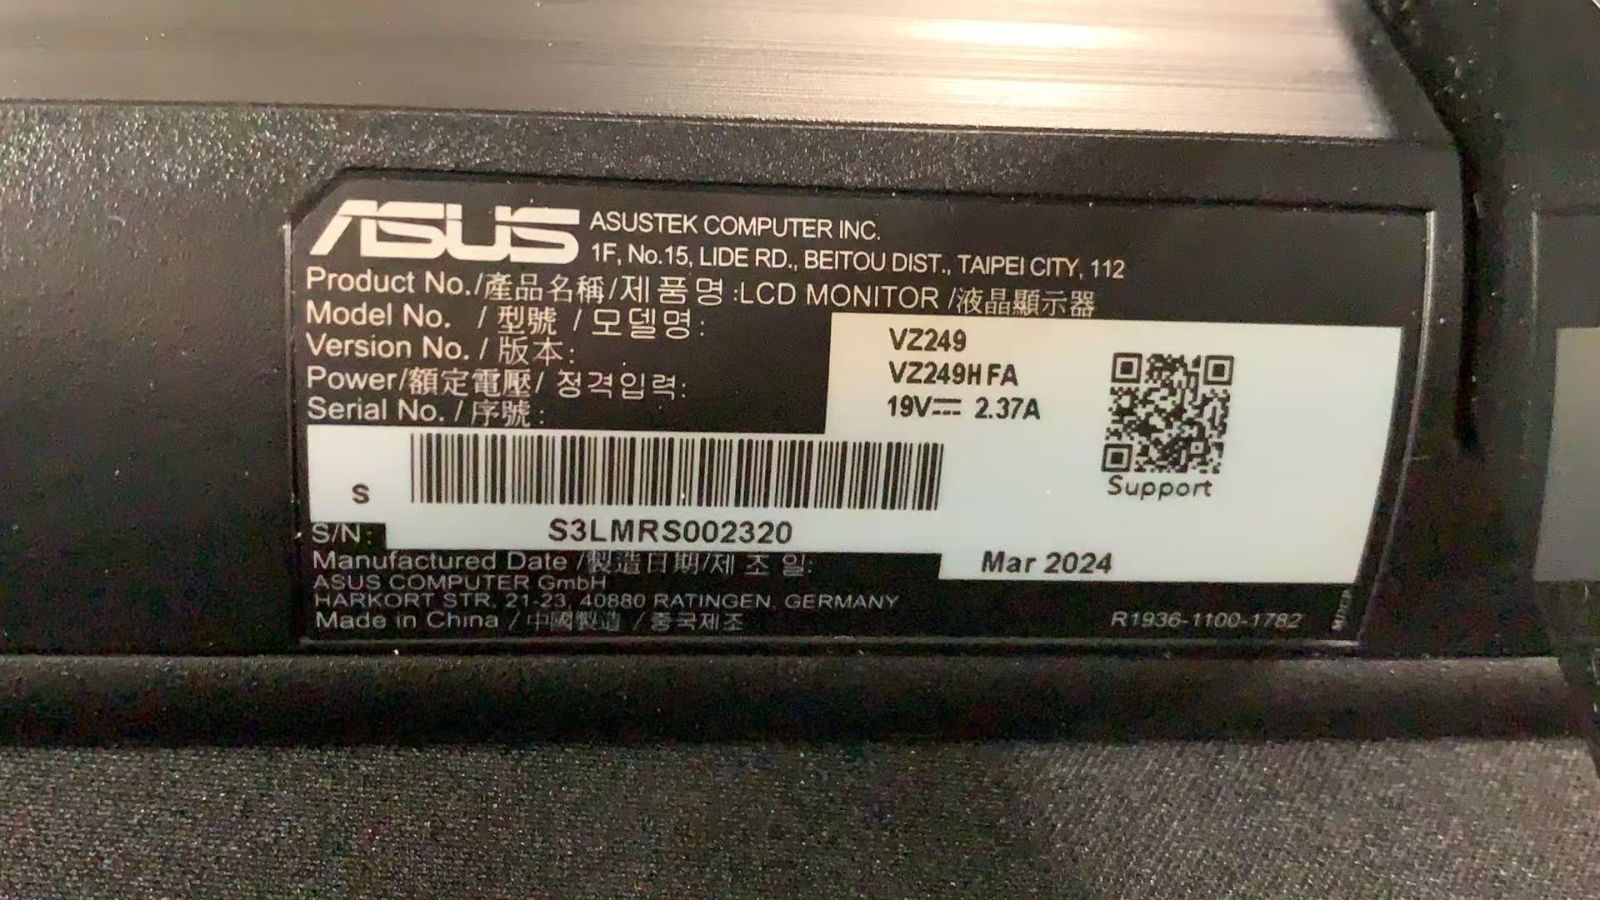 ASUS ASUSTEK COMPUTER INC.
1F, No.15, LIDE RD., BEITOU DIST., TAIPEI CITY, 112
Product No./產品名稱/제품명:LCD MONITOR /液晶顯示器
Model No. / 型號 / 모델명: VZ249
Version No. / 版本: VZ249HFA
Power/額定電壓/ 정격입력: 19V⎓ 2.37A
Serial No. / 序號:
Support
S
S/N: S3LMRS002320
Manufactured Date /製造日期/제 조 일: Mar 2024
ASUS COMPUTER GmbH
HARKORT STR. 21-23, 40880 RATINGEN, GERMANY
Made in China / 中國製造 / 중국제조
R1936-1100-1782